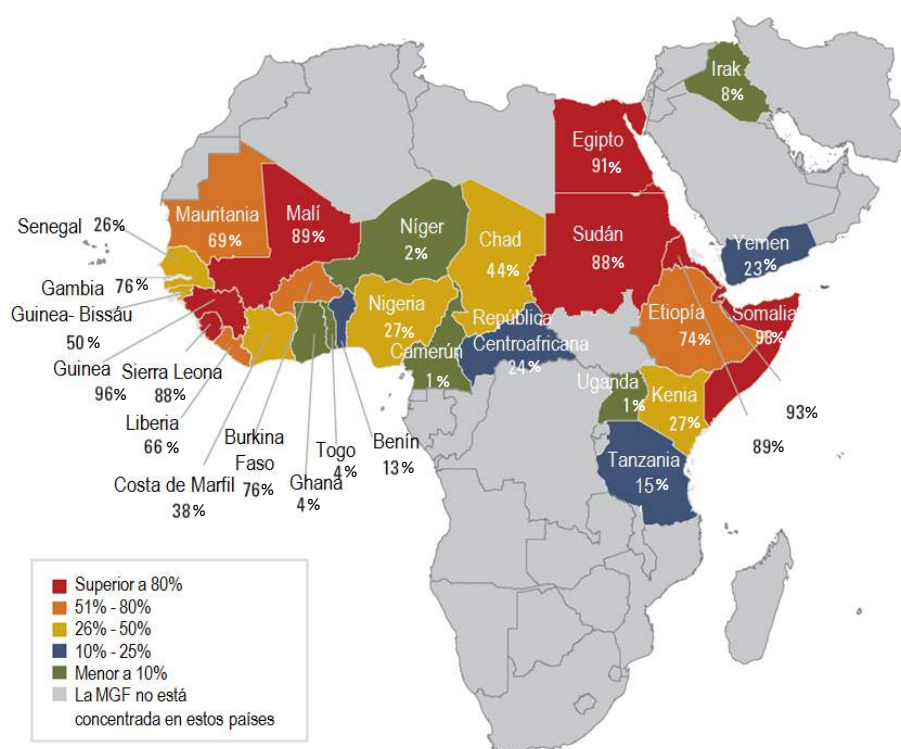 Irak
8%
Egipto
91%
Mauritania
69%
Malí
89%
Níger
2%
Chad
44%
Sudán
88%
Yemen
23%
Senegal 26%
Gambia 76%
Guinea- Bissáu
50 %
Guinea
96%
Sierra Leona
88%
Liberia
66 %
Costa de Marfil
38%
Burkina
Faso
76%
Ghana
4%
Togo
4%
Benín
13%
Nigeria
27%
Camerún
1%
República
Centroafricana
24%
Etiopía
74%
Somalia
98%
Uganda
1%
Kenia
27%
93%
89%
Tanzania
15%
Superior a 80%
51% - 80%
26% - 50%
10% - 25%
Menor a 10%
La MGF no está
concentrada en estos países